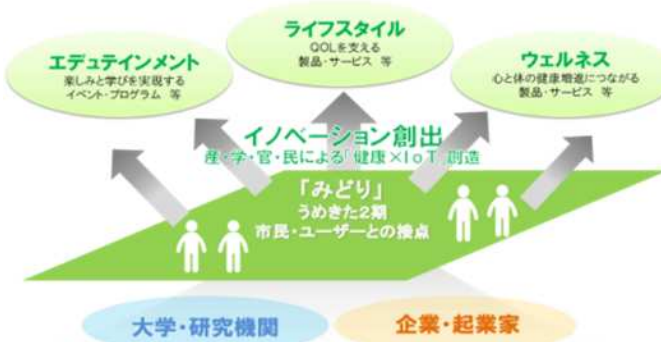 ライフスタイル
QOLを支える
製品・サービス 等
エデュテインメント
楽しみと学びを実現する
イベント・プログラム 等
ウェルネス
心と体の健康増進につながる
製品・サービス 等
イノベーション創出
産・学・官・民による「健康×IoT」創造
「みどり」
うめきた2期
市民・ユーザーとの接点
大学・研究機関
企業・起業家